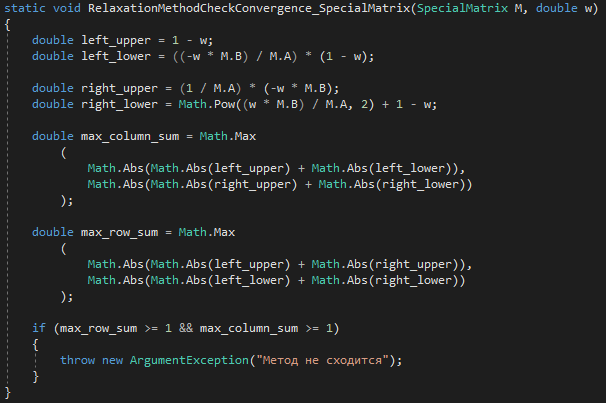 static void RelaxationMethodCheckConvergence_SpecialMatrix(SpecialMatrix M, double w)
{
    double left_upper = 1 - w;
    double left_lower = ((-w * M.B) / M.A) * (1 - w);

    double right_upper = (1 / M.A) * (-w * M.B);
    double right_lower = Math.Pow((w * M.B) / M.A, 2) + 1 - w;

    double max_column_sum = Math.Max
        (
            Math.Abs(Math.Abs(left_upper) + Math.Abs(left_lower)),
            Math.Abs(Math.Abs(right_upper) + Math.Abs(right_lower))
        );

    double max_row_sum = Math.Max
        (
            Math.Abs(Math.Abs(left_upper) + Math.Abs(right_upper)),
            Math.Abs(Math.Abs(left_lower) + Math.Abs(right_lower))
        );

    if (max_row_sum >= 1 && max_column_sum >= 1)
    {
        throw new ArgumentException("Метод не сходится");
    }
}